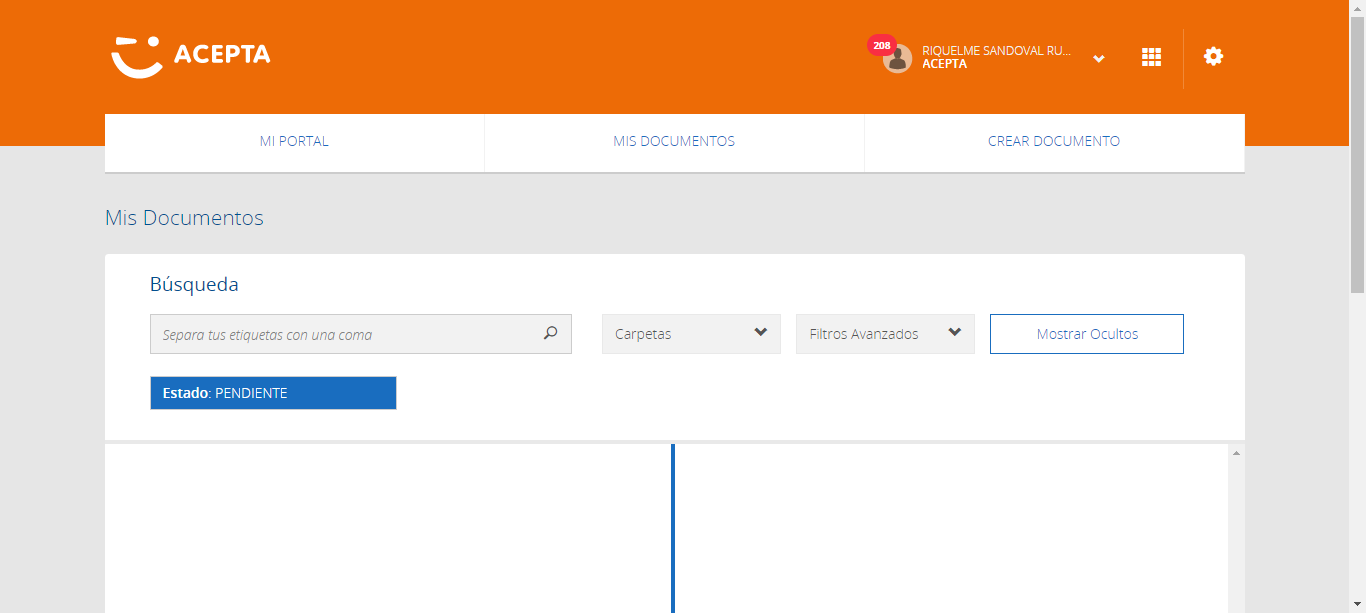 ACEPTA
208
RIQUELME SANDOVAL RU...
ACEPTA
MI PORTAL
MIS DOCUMENTOS
CREAR DOCUMENTO
Mis Documentos
Búsqueda
Separa tus etiquetas con una coma
Carpetas
Filtros Avanzados
Mostrar Ocultos
Estado: PENDIENTE